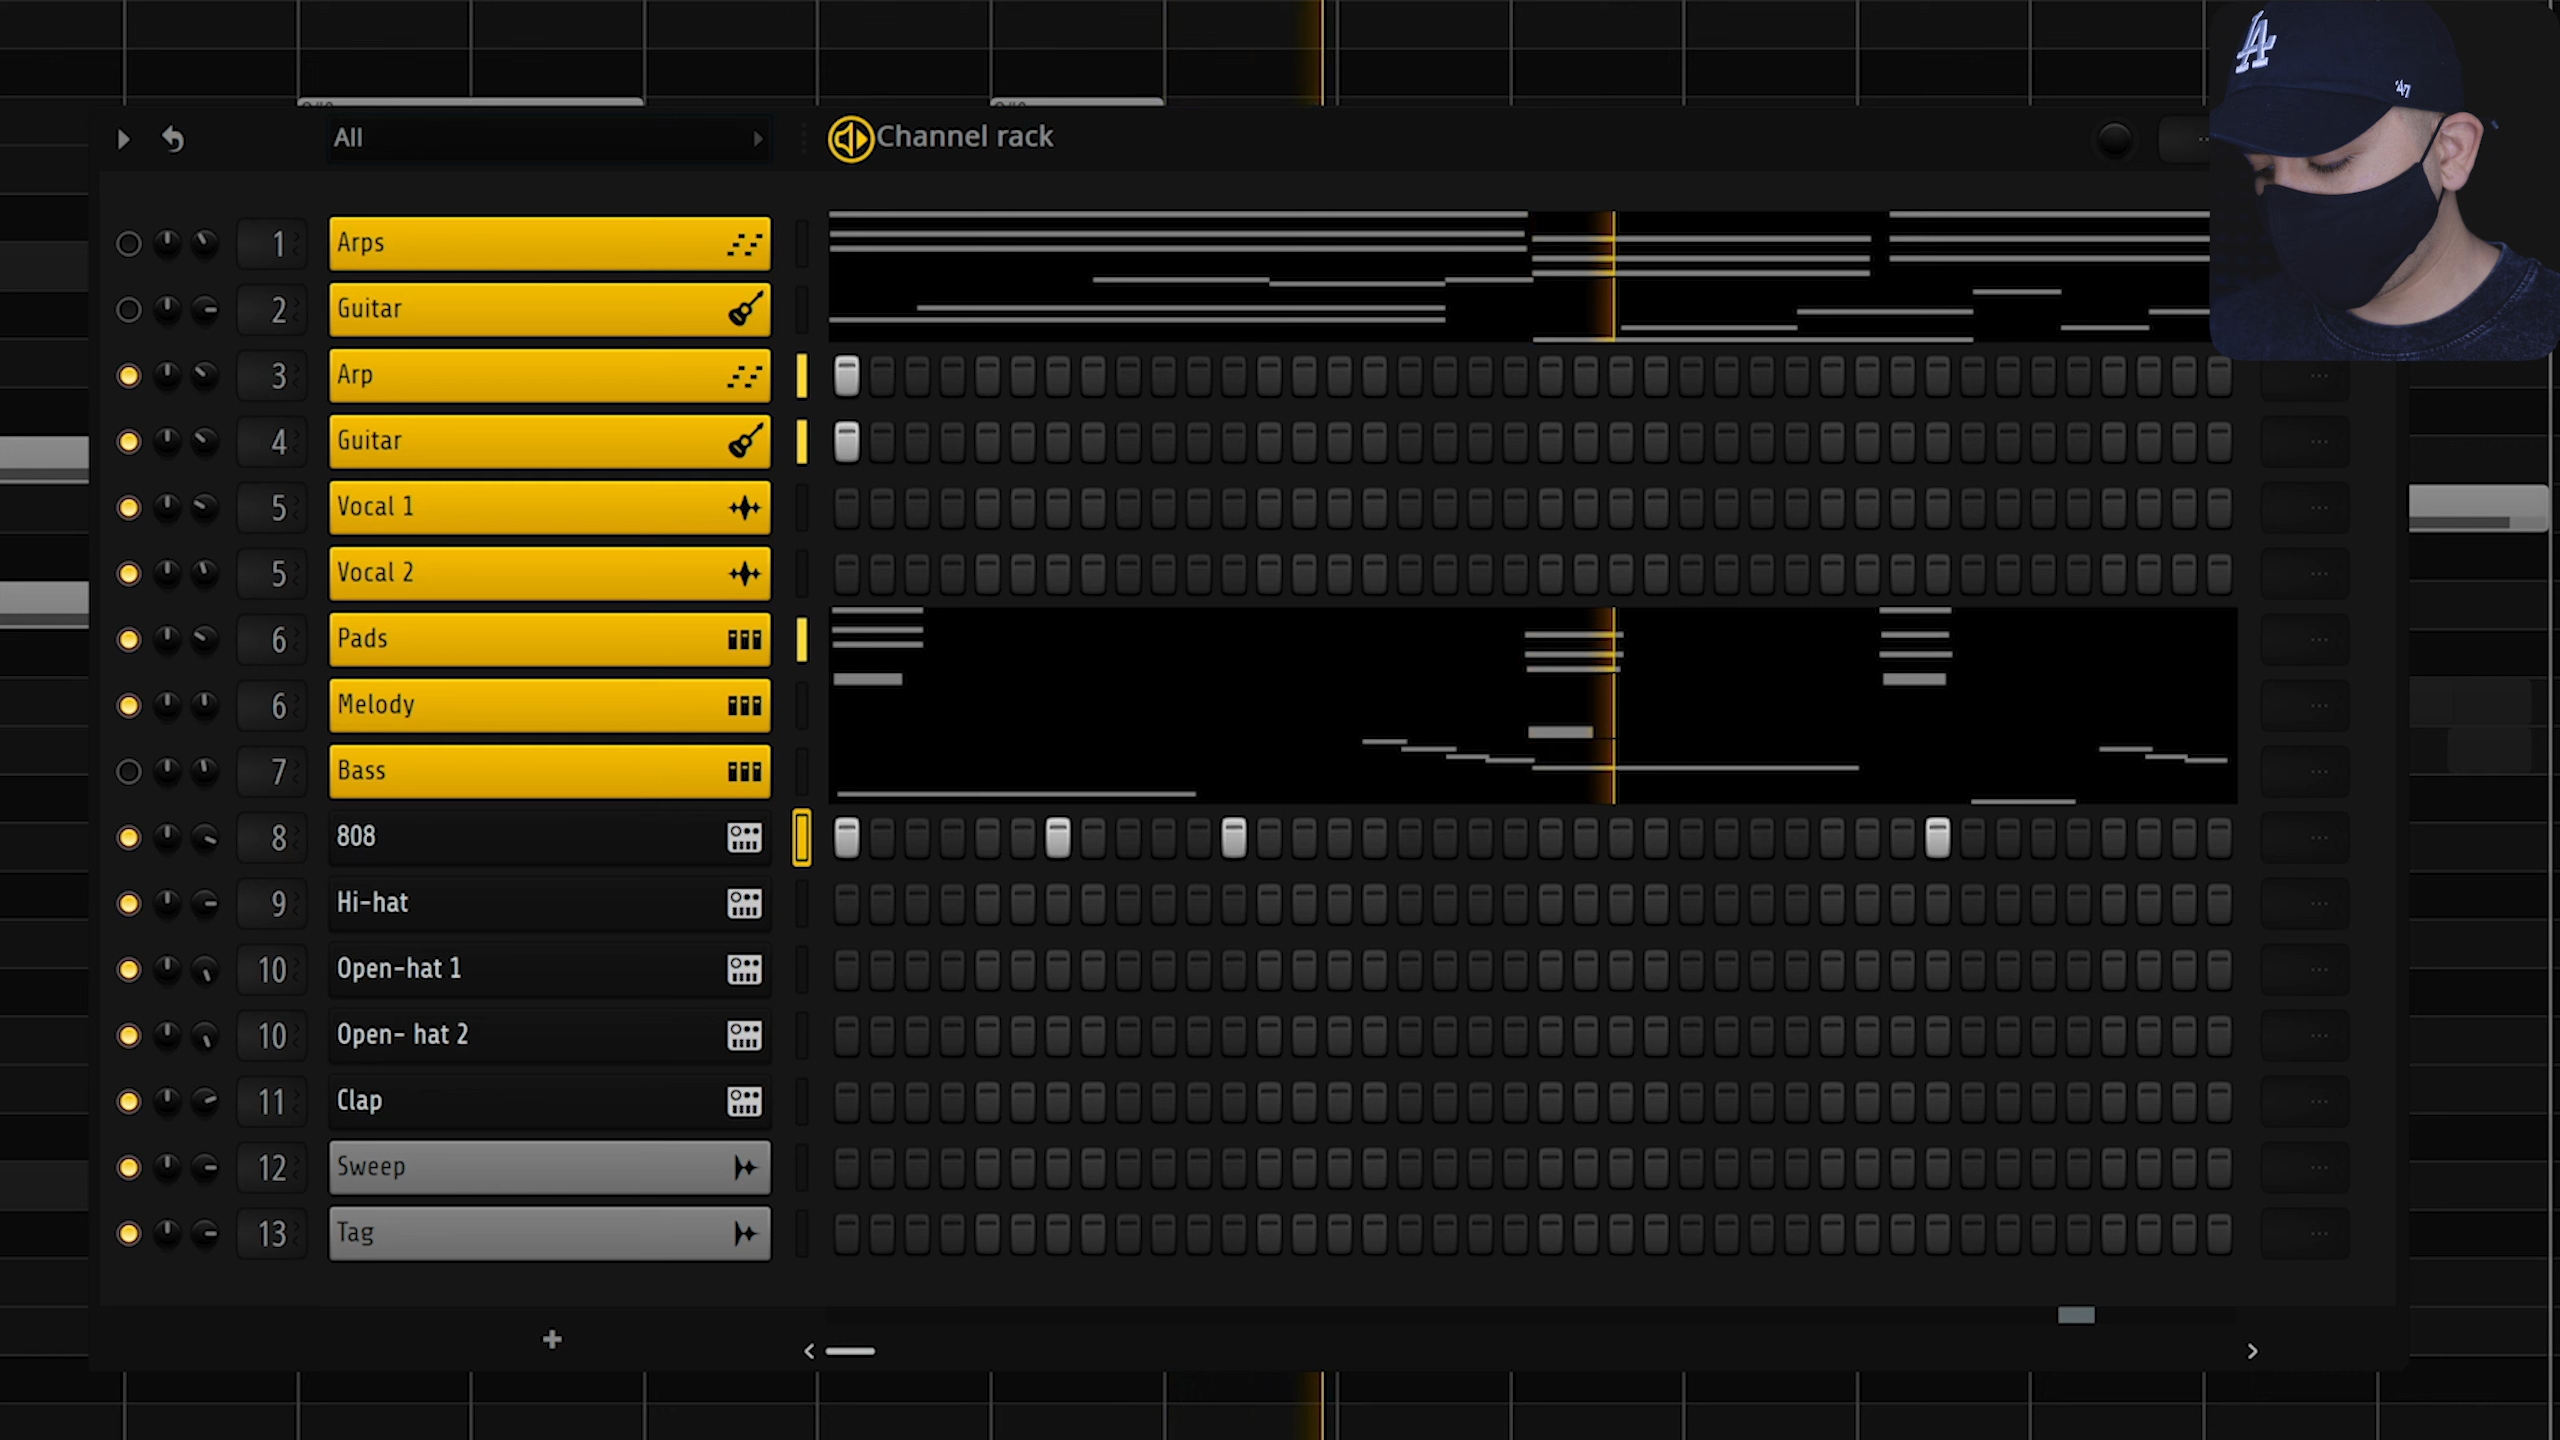 All
Channel rack
LA
'47
1 Arps
2 Guitar
3 Arp
4 Guitar
5 Vocal 1
5 Vocal 2
6 Pads
6 Melody
7 Bass
8 808
9 Hi-hat
10 Open-hat 1
10 Open- hat 2
11 Clap
12 Sweep
13 Tag